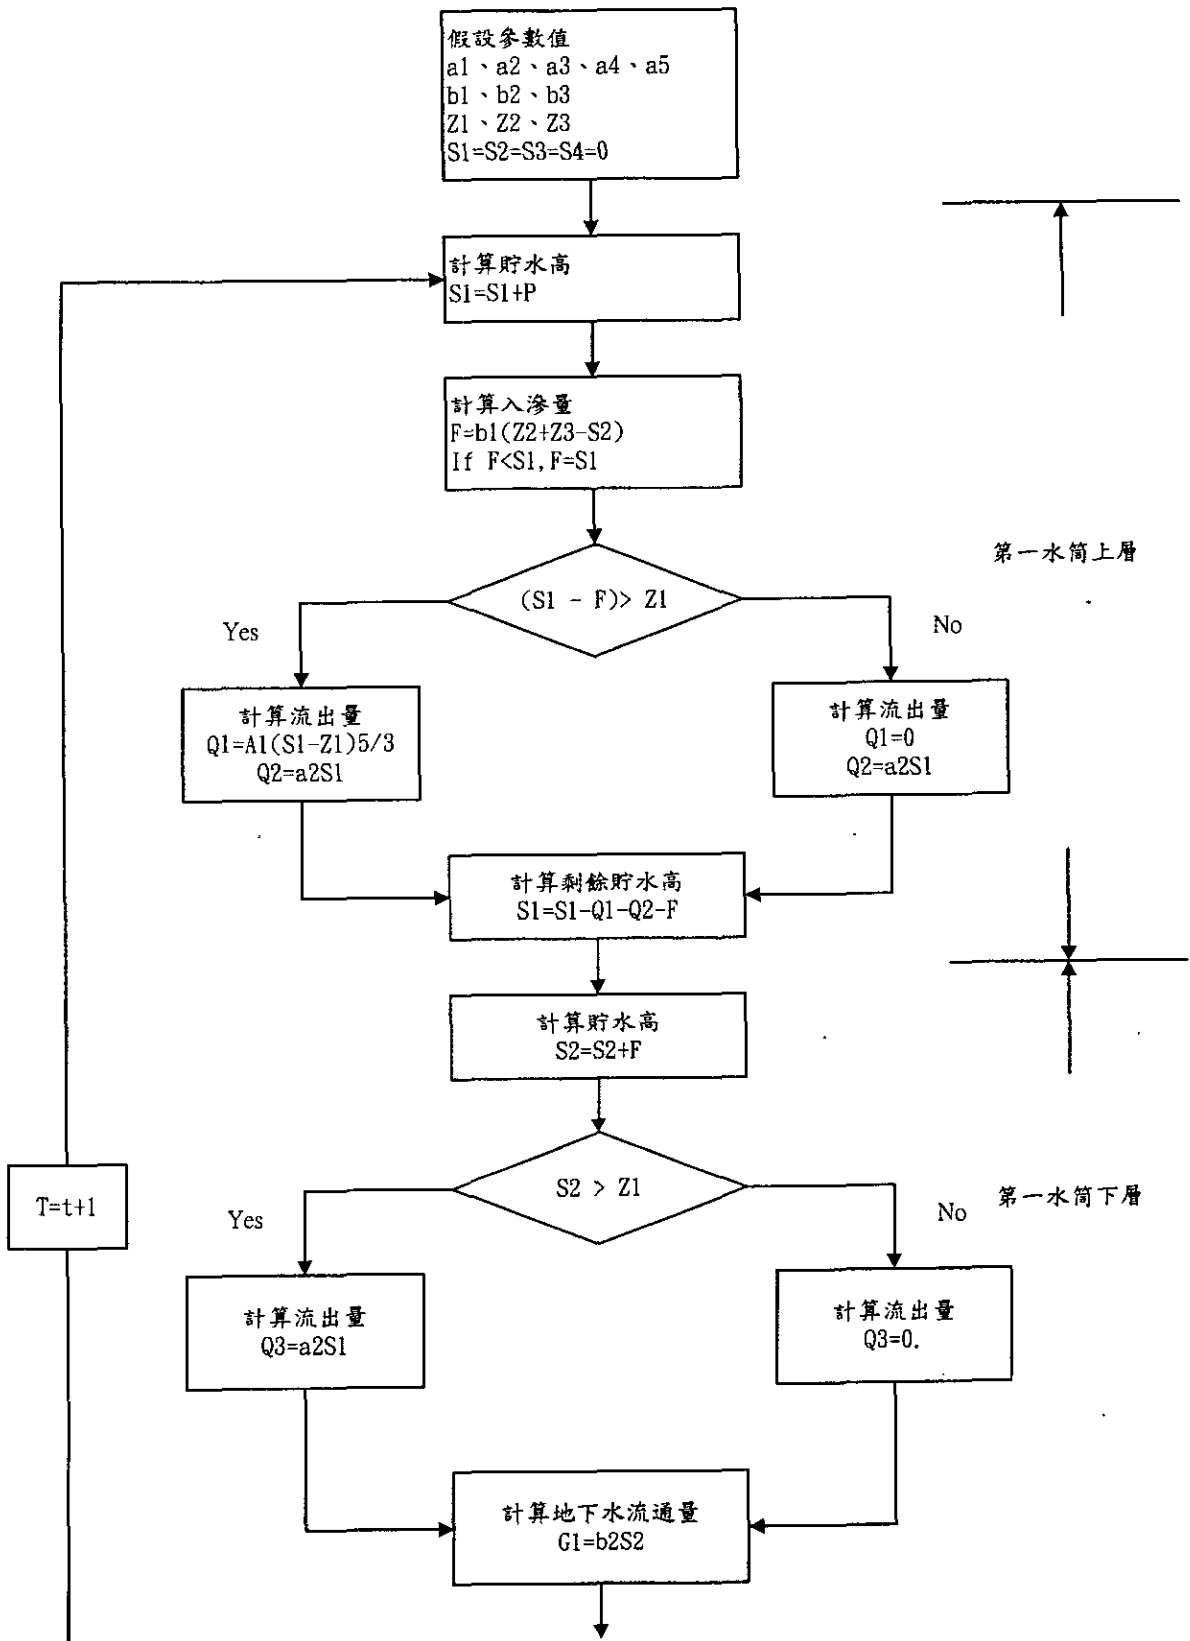 假設參數值
a1、a2、a3、a4、a5
b1、b2、b3
Z1、Z2、Z3
S1=S2=S3=S4=0
計算貯水高
S1=S1+P
計算入滲量
F=b1(Z2+Z3-S2)
If F<S1,F=S1
第一水筒上層
(S1 - F)> Z1
Yes
No
計算流出量
Q1=A1(S1-Z1)5/3
Q2=a2S1
計算流出量
Q1=0
Q2=a2S1
計算剩餘貯水高
S1=S1-Q1-Q2-F
計算貯水高
S2=S2+F
S2 > Z1
T=t+1
Yes
No
第一水筒下層
計算流出量
Q3=a2S1
計算流出量
Q3=0.
計算地下水流通量
G1=b2S2